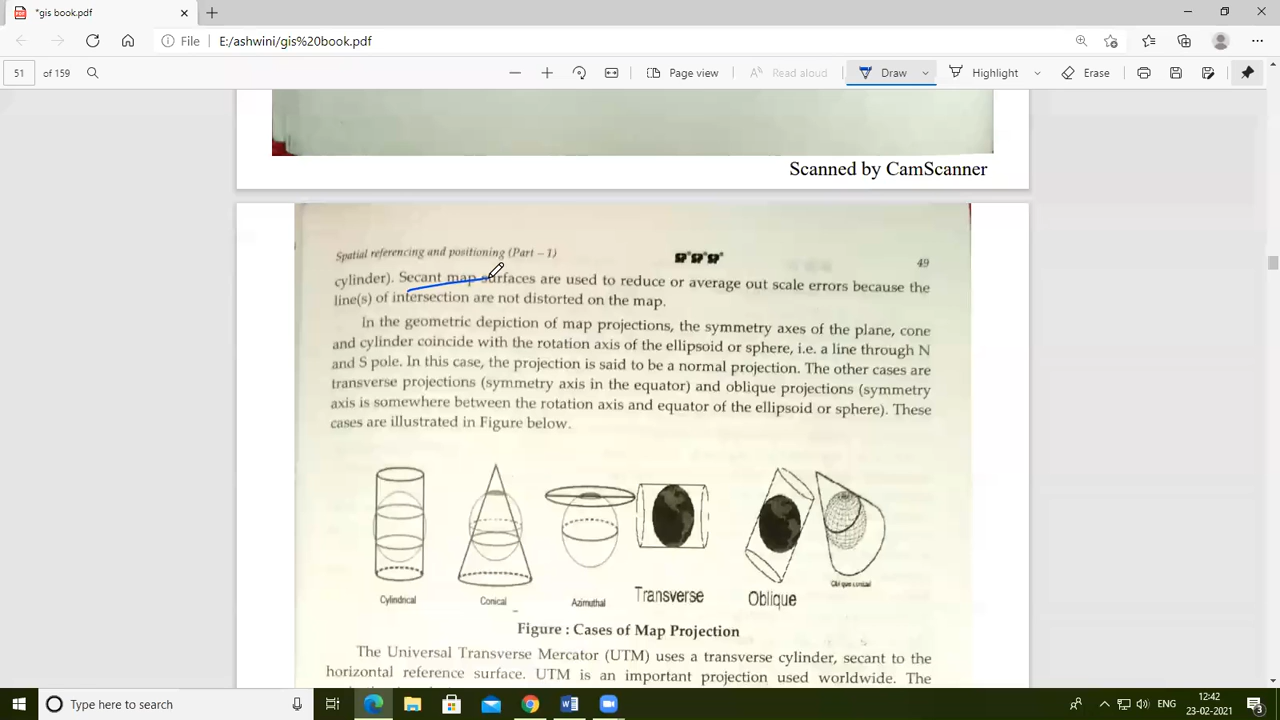 *gis book.pdf
File E:/ashwini/gis%20book.pdf
51 of 159 Page view Read aloud Draw Highlight Erase
Scanned by CamScanner
Spatial referencing and positioning (Part – 1)
49
cylinder). Secant map surfaces are used to reduce or average out scale errors because the
line(s) of intersection are not distorted on the map.
In the geometric depiction of map projections, the symmetry axes of the plane, cone
and cylinder coincide with the rotation axis of the ellipsoid or sphere, i.e. a line through N
and S pole. In this case, the projection is said to be a normal projection. The other cases are
transverse projections (symmetry axis in the equator) and oblique projections (symmetry
axis is somewhere between the rotation axis and equator of the ellipsoid or sphere). These
cases are illustrated in Figure below.
Cylindrical
Conical
Azimuthal
Transverse
Oblique
Oblique conical
Figure : Cases of Map Projection
The Universal Transverse Mercator (UTM) uses a transverse cylinder, secant to the
horizontal reference surface. UTM is an important projection used worldwide. The
Type here to search
ENG
12:42
23-02-2021
3